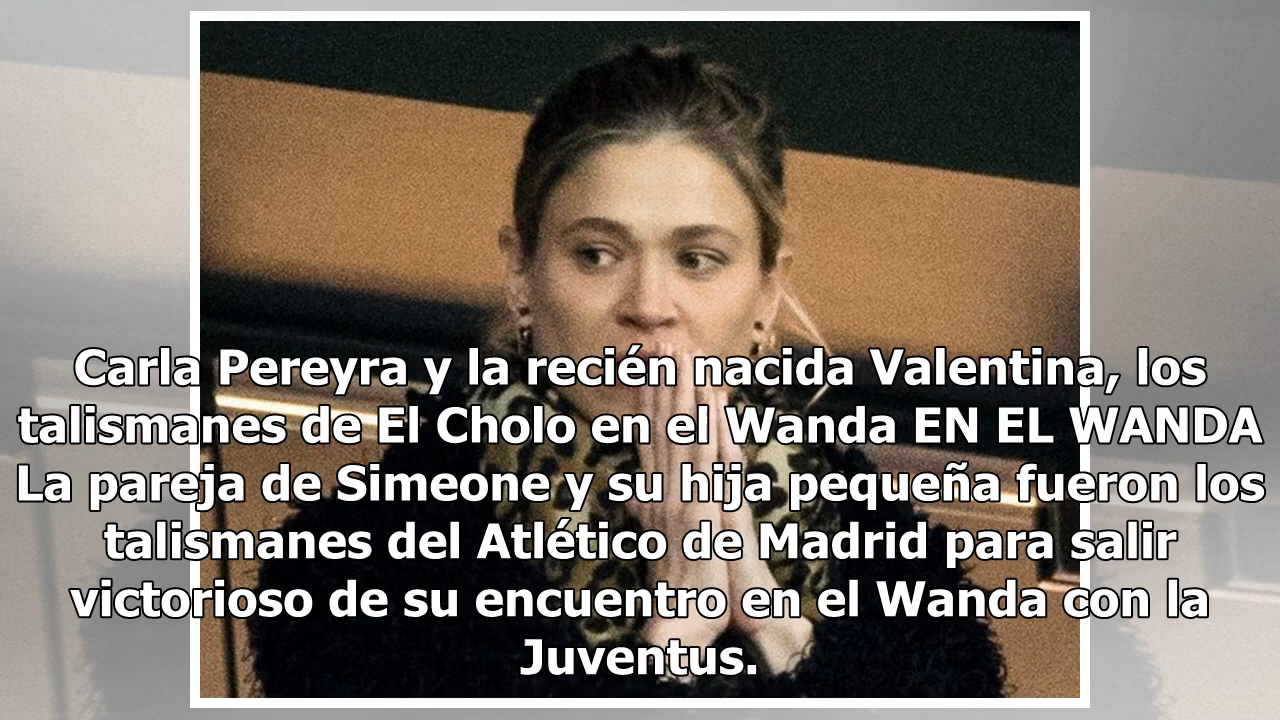 Carla Pereyra y la recién nacida Valentina, los
talismanes de El Cholo en el Wanda EN EL WANDA
La pareja de Simeone y su hija pequeña fueron los
talismanes del Atlético de Madrid para salir
victorioso de su encuentro en el Wanda con la
Juventus.